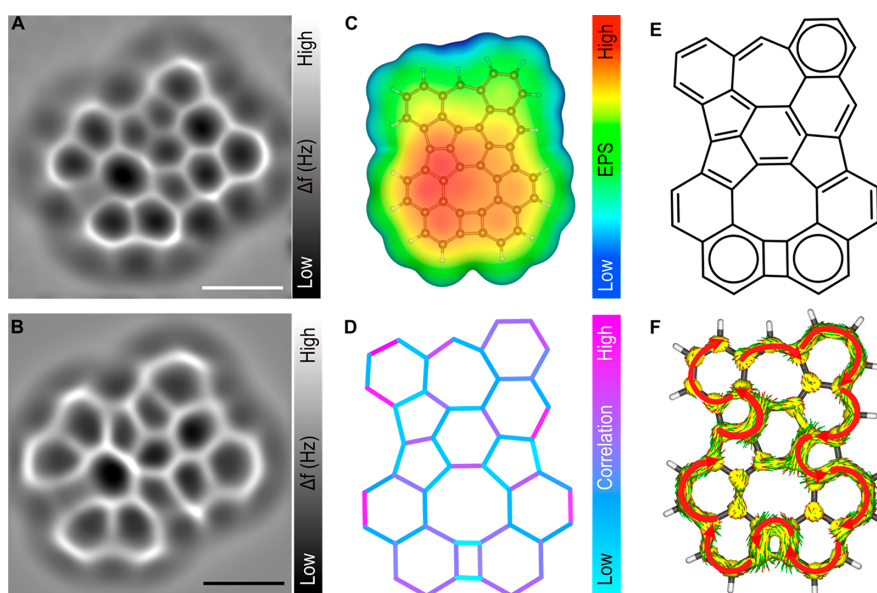 A
High
Δf (Hz)
Low
C
High
EPS
Low
E
B
High
Δf (Hz)
Low
D
High
Correlation
Low
F